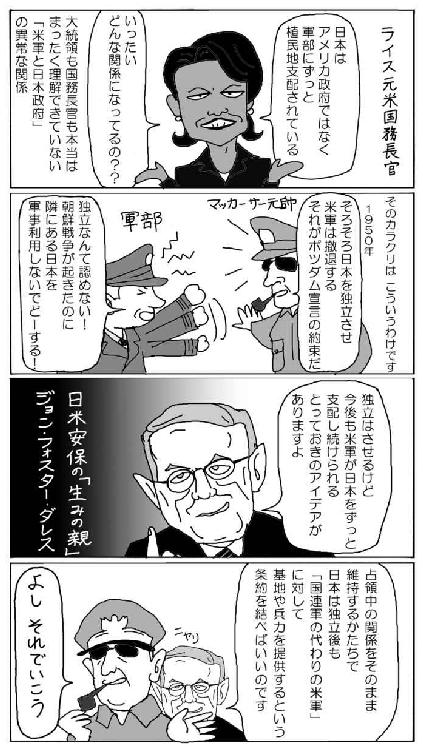 ライス元米国務長官
日本は
アメリカ政府ではなく
軍部にずっと
植民地支配されている
いったい
どんな関係になってるの??
大統領も国務長官も本当は
まったく理解できていない
「米軍と日本政府」
の異常な関係
そのカラクリは こういうわけです
1950年
マッカーサー元帥
そろそろ日本を独立させ
米軍は撤退する
それがポツダム宣言の約束だ
軍部
独立なんて認めない!
朝鮮戦争が起きたのに
隣にある日本を
軍事利用しないでどーする!
独立はさせるけど
今後も米軍が日本をずっと
支配し続けられる
とっておきのアイデアが
ありますよ
日米安保の「生みの親」
ジョン・フォスター・ダレス
占領中の関係をそのまま
維持するかたちで
日本は独立後も
「国連軍の代わりの米軍」
に対して
基地や兵力を提供するという
条約を結べばいいのです
ニヤリ
よし それでいこう